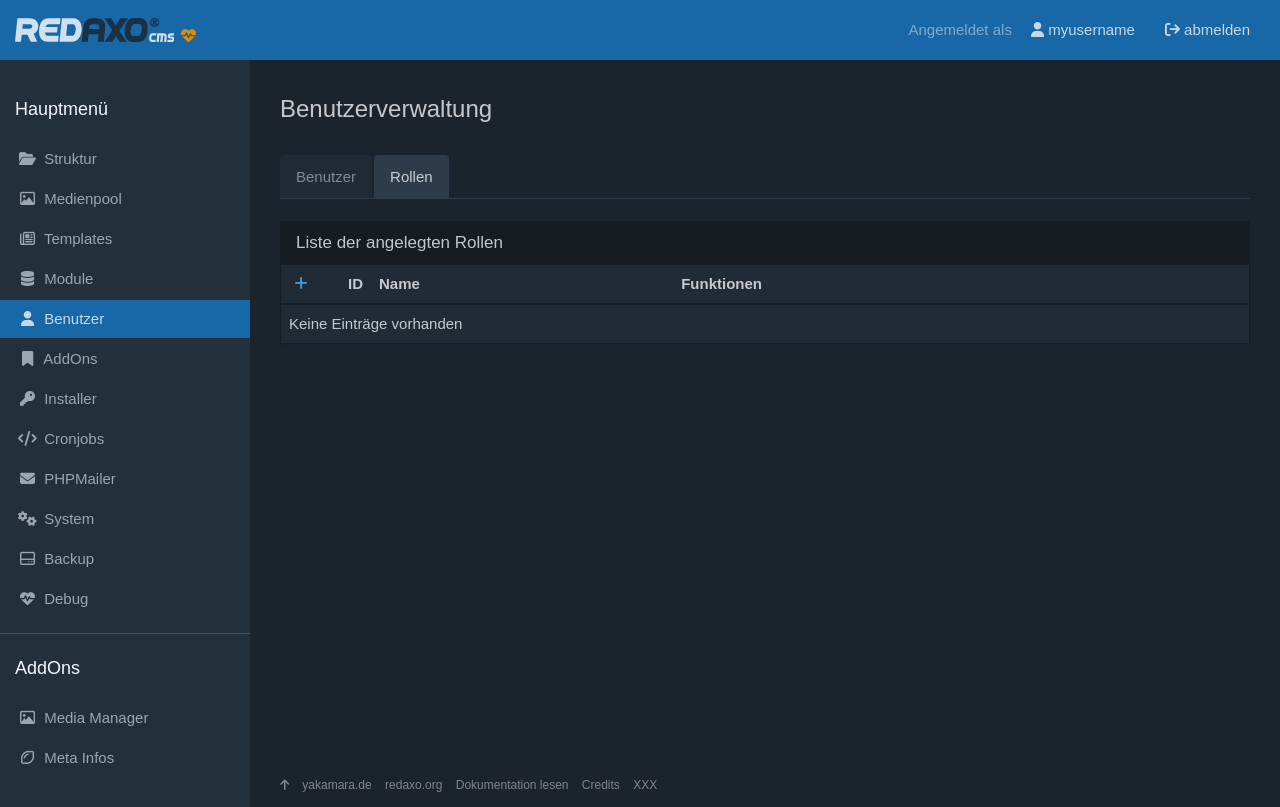 REDAXO® cms
Angemeldet als myusername abmelden
Hauptmenü
Struktur
Medienpool
Templates
Module
Benutzer
AddOns
Installer
Cronjobs
PHPMailer
System
Backup
Debug
AddOns
Media Manager
Meta Infos
Benutzerverwaltung
Benutzer Rollen
Liste der angelegten Rollen
ID Name Funktionen
Keine Einträge vorhanden
yakamara.de redaxo.org Dokumentation lesen Credits XXX